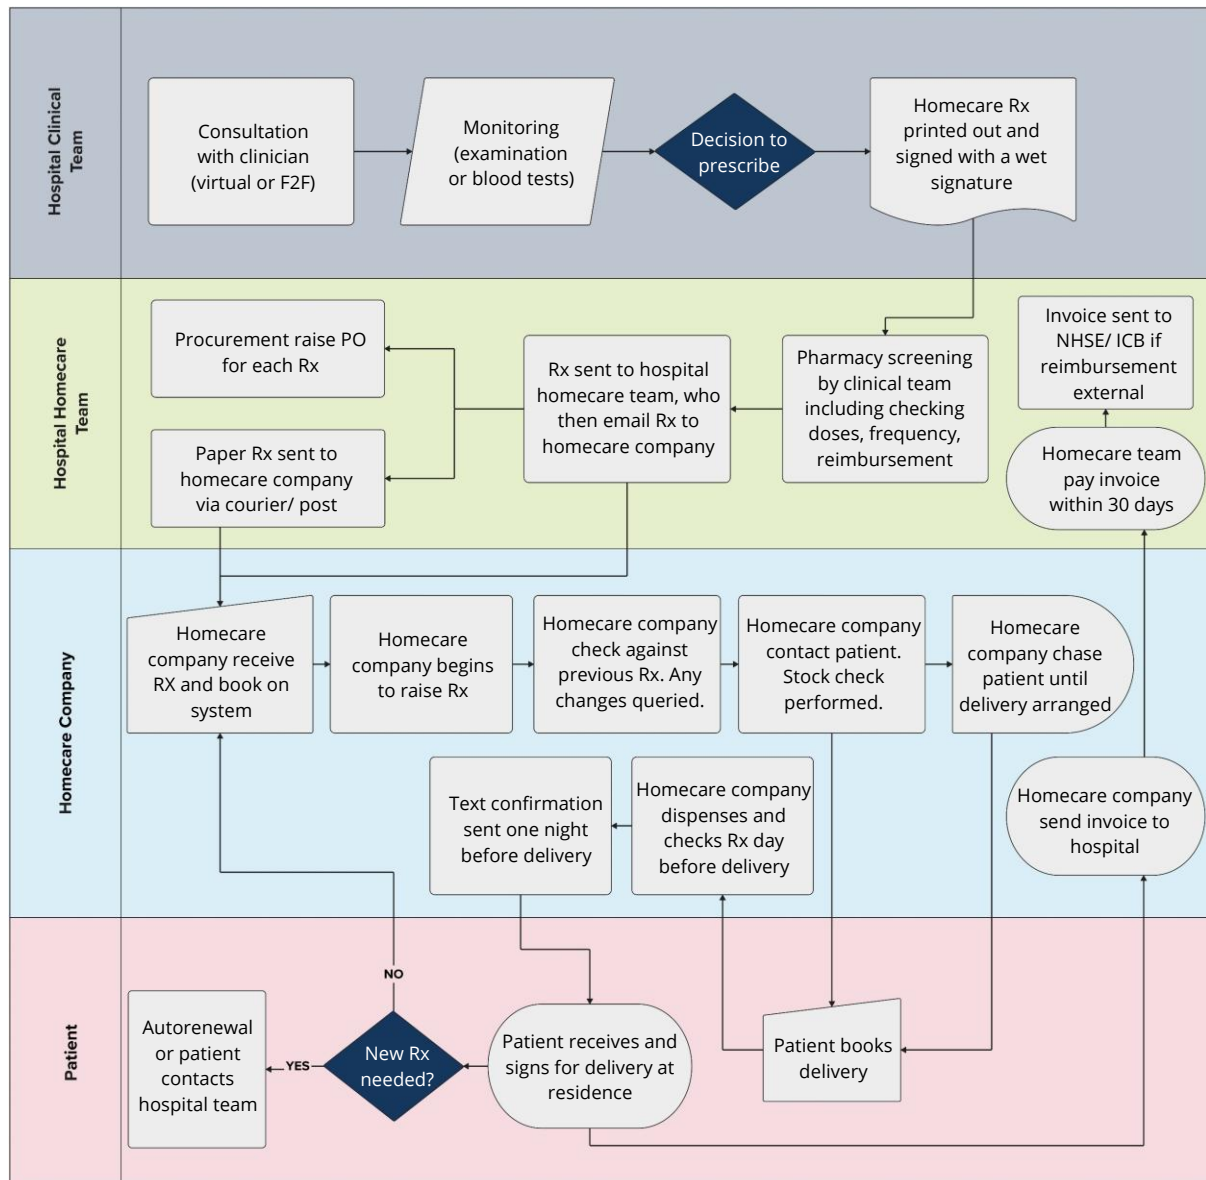 Hospital Clinical
Team
Consultation
with clinician
(virtual or F2F)
Monitoring
(examination
or blood tests)
Decision to
prescribe
Homecare Rx
printed out and
signed with a wet
signature
Hospital Homecare
Team
Procurement raise PO
for each Rx
Paper Rx sent to
homecare company
via courier/ post
Rx sent to hospital
homecare team, who
then email Rx to
homecare company
Pharmacy screening
by clinical team
including checking
doses, frequency,
reimbursement
Invoice sent to
NHSE/ ICB if
reimbursement
external
Homecare team
pay invoice
within 30 days
Homecare Company
Homecare
company receive
RX and book on
system
Homecare
company begins
to raise Rx
Homecare company
check against
previous Rx. Any
changes queried.
Homecare company
contact patient.
Stock check
performed.
Homecare
company chase
patient until
delivery arranged
Text confirmation
sent one night
before delivery
Homecare company
dispenses and
checks Rx day
before delivery
Homecare company
send invoice to
hospital
Patient
Autorenewal
or patient
contacts
hospital team
YES
NO
New Rx
needed?
Patient receives and
signs for delivery at
residence
Patient books
delivery